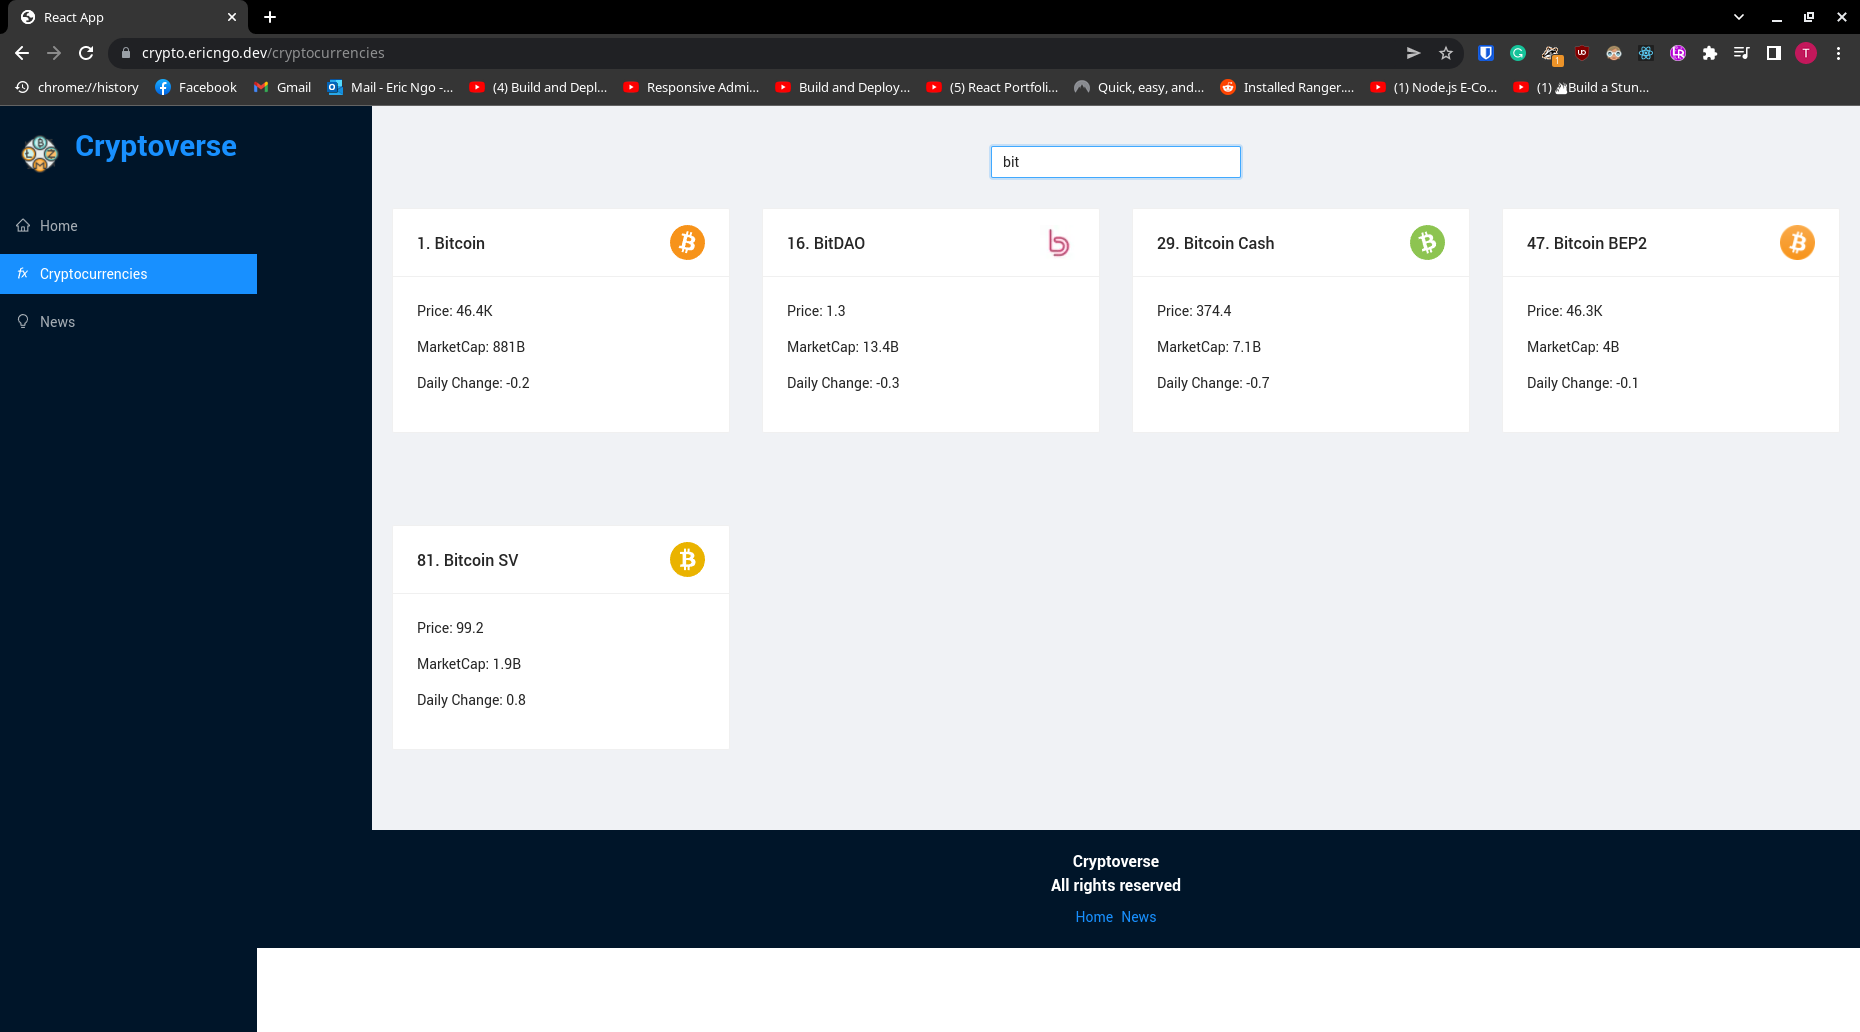 React App
crypto.ericngo.dev/cryptocurrencies
1
T
chrome://history
Facebook
Gmail
Mail - Eric Ngo -...
(4) Build and Depl...
Responsive Admi...
Build and Deploy...
(5) React Portfoli...
Quick, easy, and...
Installed Ranger....
(1) Node.js E-Co...
(1) Build a Stun...
Cryptoverse
Home
Cryptocurrencies
News
bit
1. Bitcoin
Price: 46.4K
MarketCap: 881B
Daily Change: -0.2
16. BitDAO
Price: 1.3
MarketCap: 13.4B
Daily Change: -0.3
29. Bitcoin Cash
Price: 374.4
MarketCap: 7.1B
Daily Change: -0.7
47. Bitcoin BEP2
Price: 46.3K
MarketCap: 4B
Daily Change: -0.1
81. Bitcoin SV
Price: 99.2
MarketCap: 1.9B
Daily Change: 0.8
Cryptoverse
All rights reserved
Home News